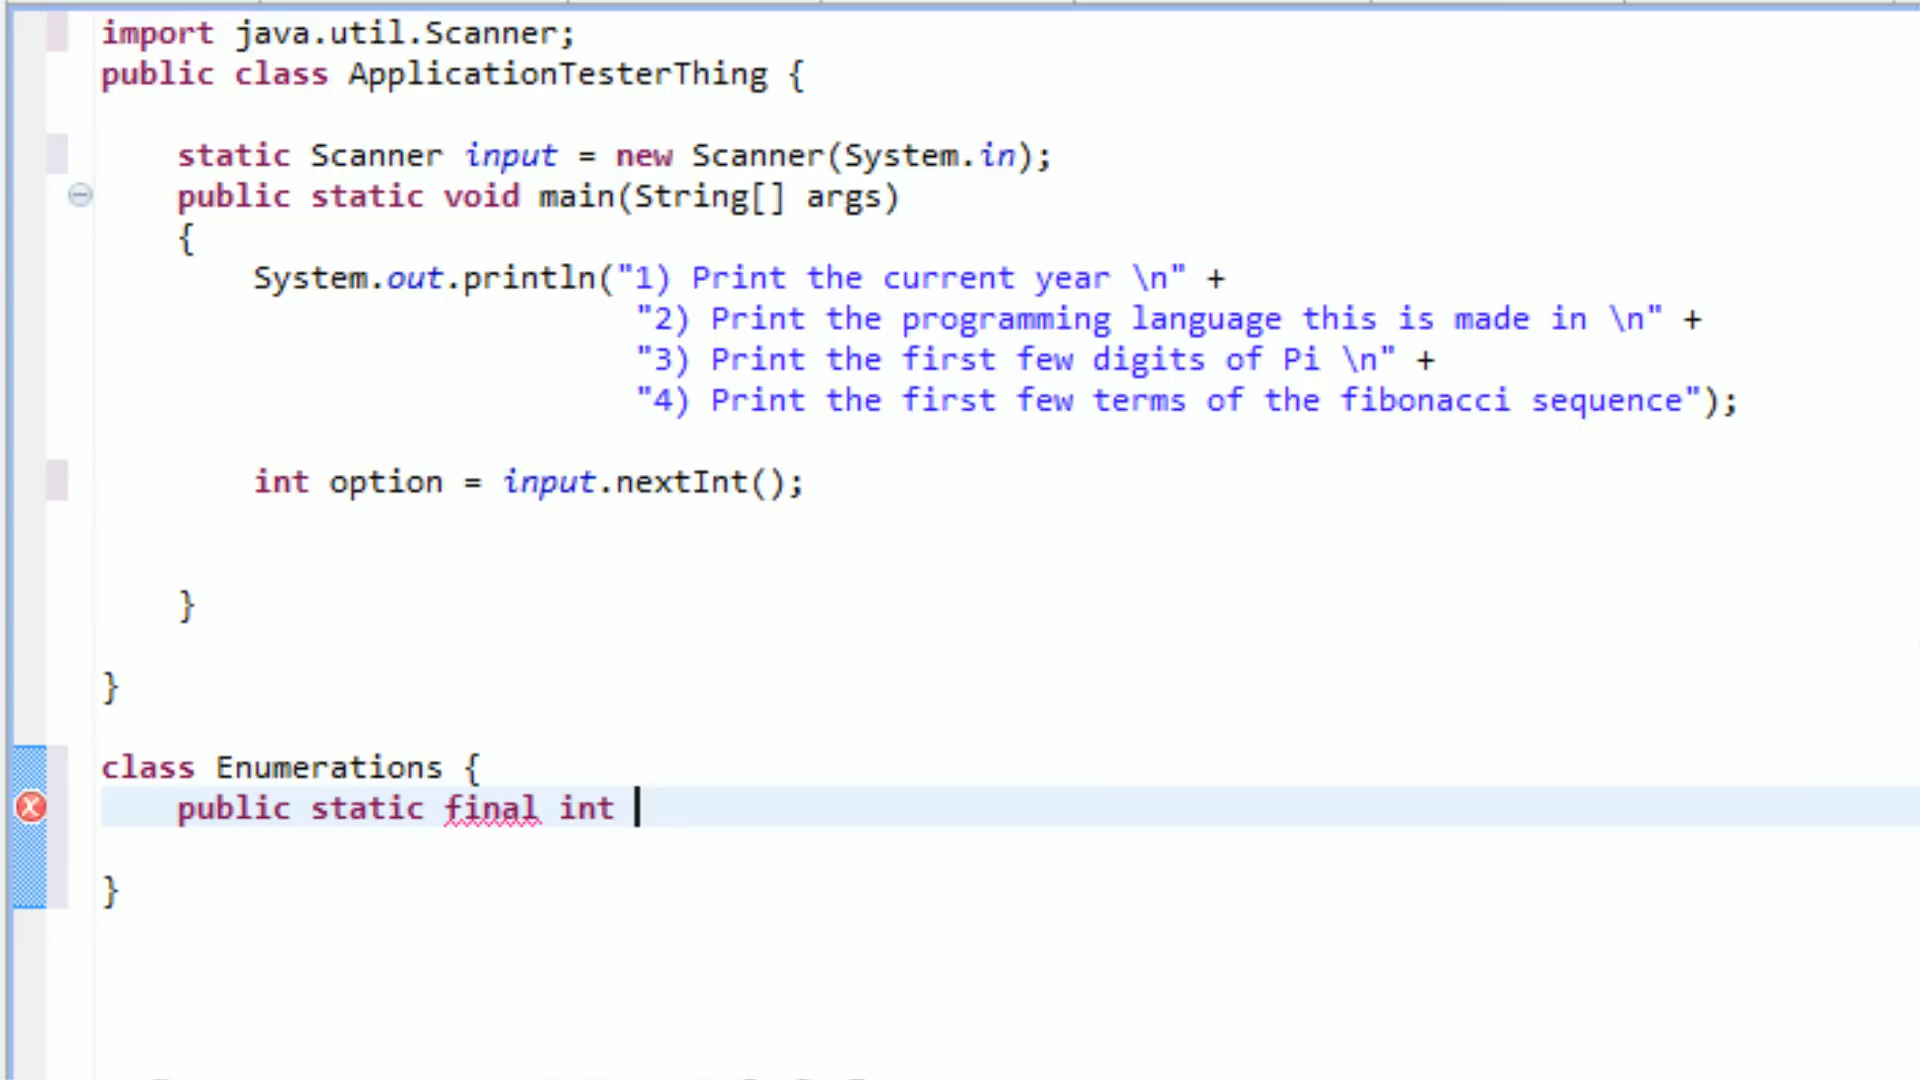 import java.util.Scanner;
public class ApplicationTesterThing {
static Scanner input = new Scanner(System.in);
public static void main(String[] args)
{
System.out.println("1) Print the current year \n" +
"2) Print the programming language this is made in \n" +
"3) Print the first few digits of Pi \n" +
"4) Print the first few terms of the fibonacci sequence");
int option = input.nextInt();
}
}
class Enumerations {
public static final int
}